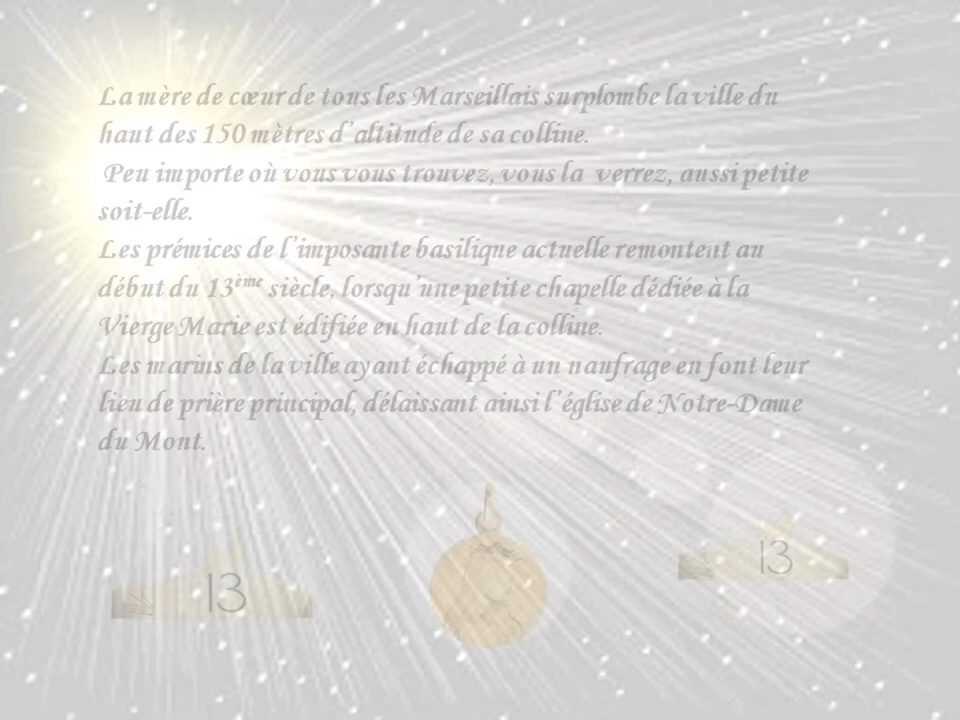 La mère de cœur de tous les Marseillais surplombe la ville du
haut des 150 mètres d’altitude de sa colline.
Peu importe où vous vous trouvez, vous la verrez, aussi petite
soit-elle.
Les prémices de l’imposante basilique actuelle remontent au
début du 13ème siècle, lorsqu’une petite chapelle dédiée à la
Vierge Marie est édifiée en haut de la colline.
Les marins de la ville ayant échappé à un naufrage en font leur
lieu de prière principal, délaissant ainsi l’église de Notre-Dame
du Mont.
13
13